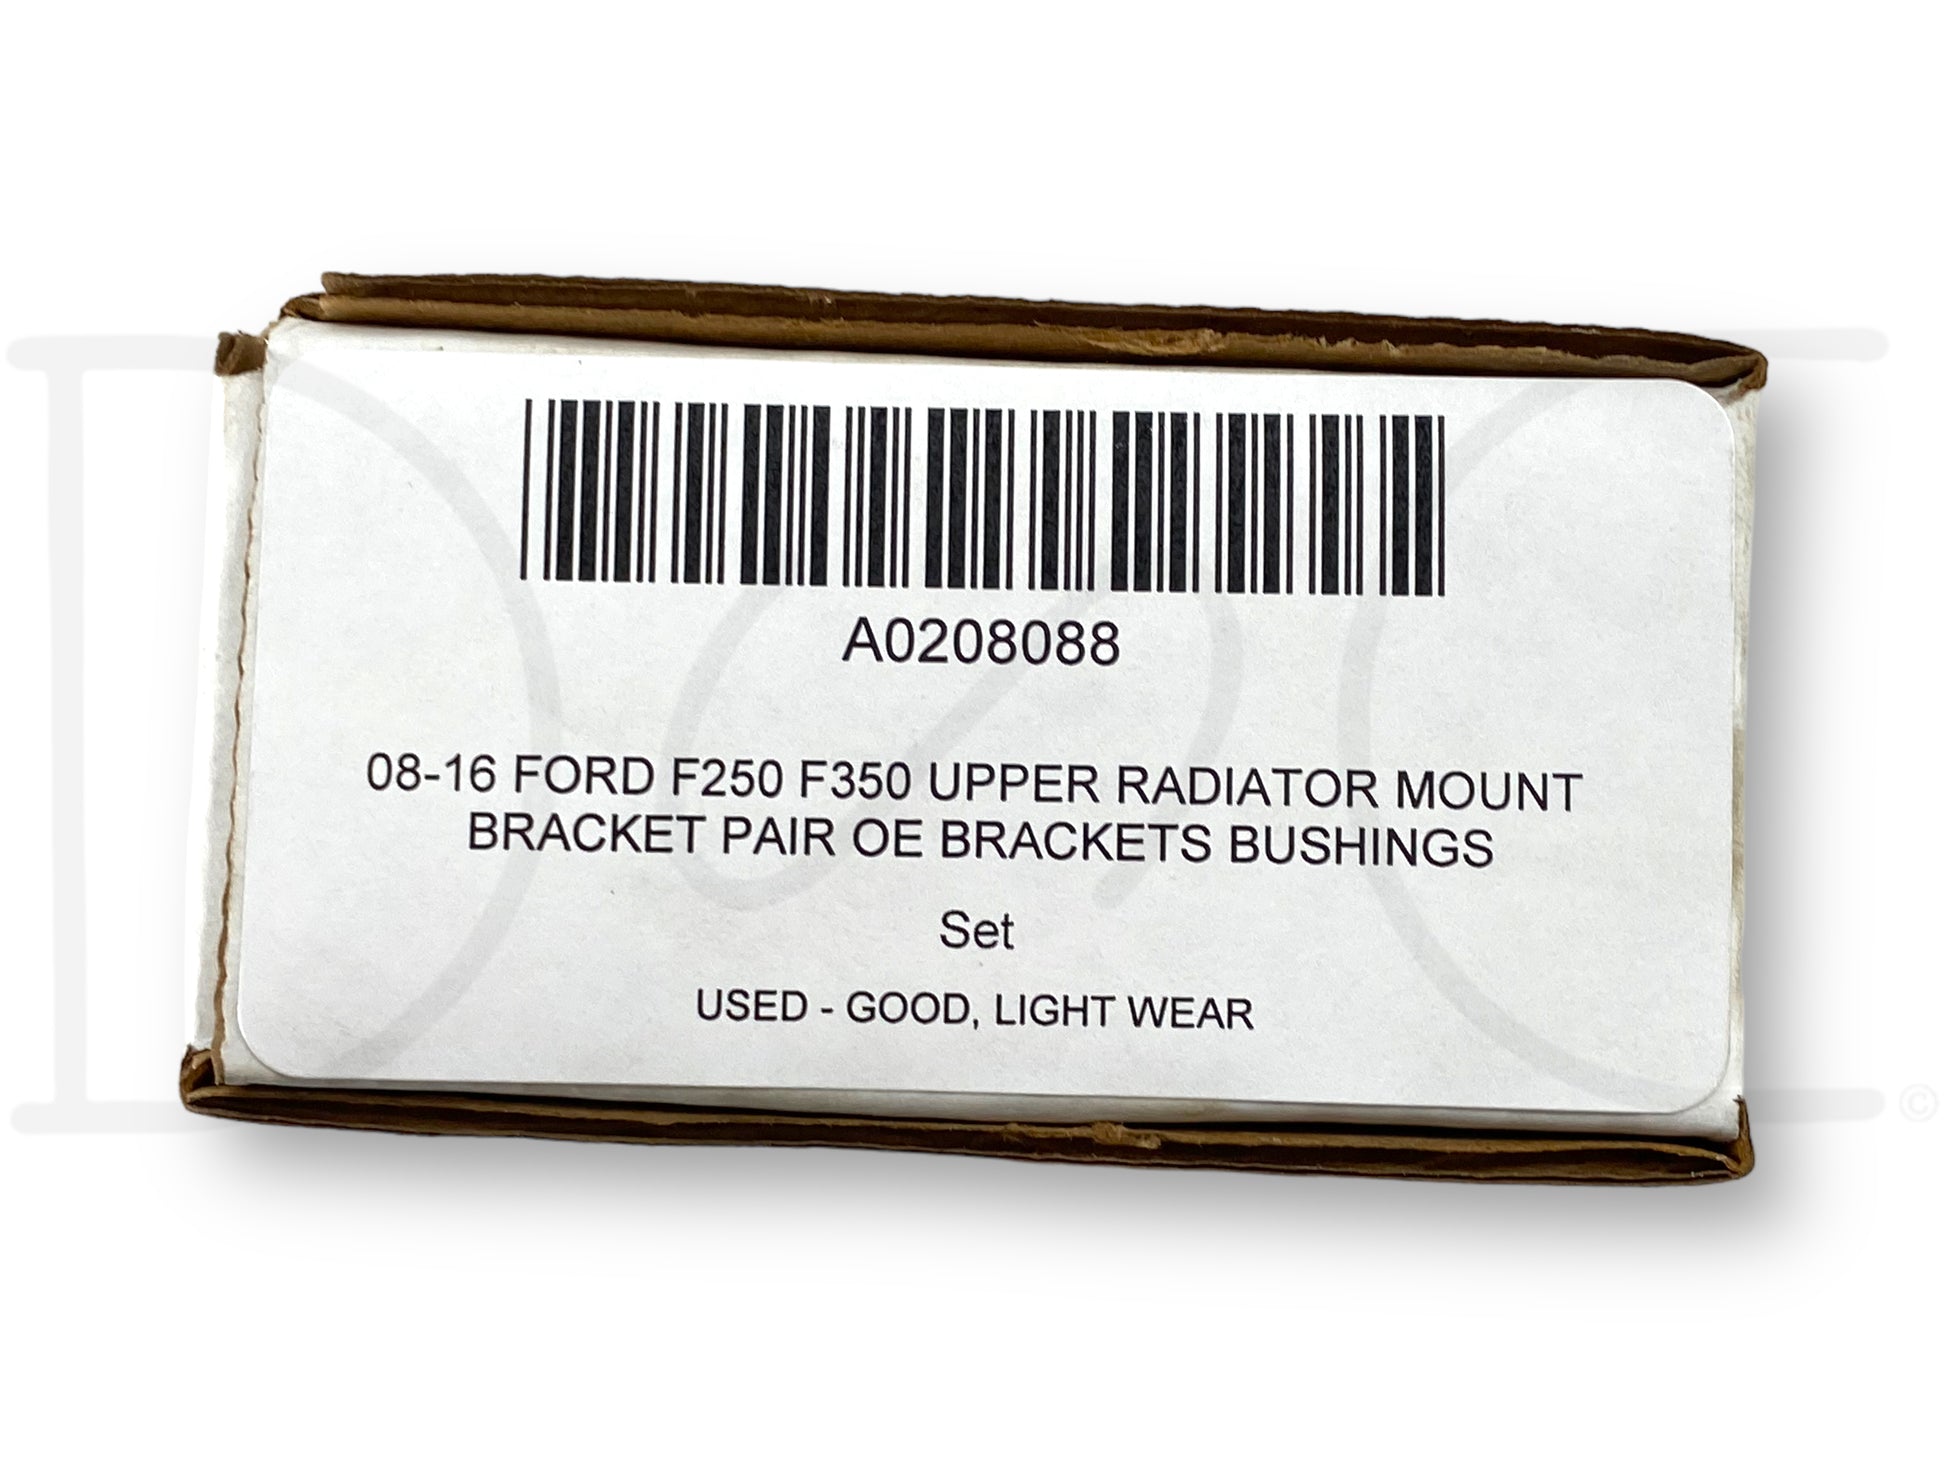 A0208088
08-16 FORD F250 F350 UPPER RADIATOR MOUNT
BRACKET PAIR OE BRACKETS BUSHINGS
Set
USED - GOOD, LIGHT WEAR
©